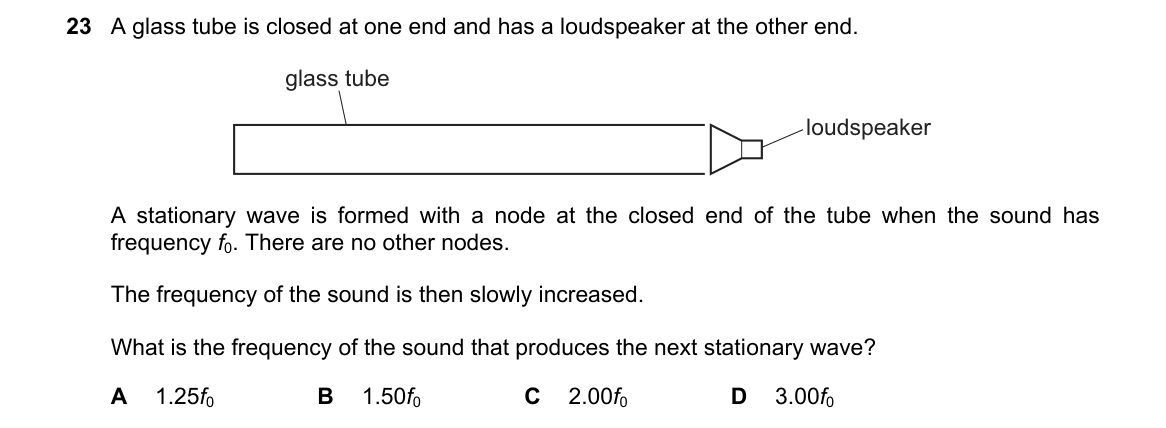 23 A glass tube is closed at one end and has a loudspeaker at the other end.
glass tube
loudspeaker
A stationary wave is formed with a node at the closed end of the tube when the sound has
frequency f₀. There are no other nodes.
The frequency of the sound is then slowly increased.
What is the frequency of the sound that produces the next stationary wave?
A 1.25f₀ B 1.50f₀ C 2.00f₀ D 3.00f₀